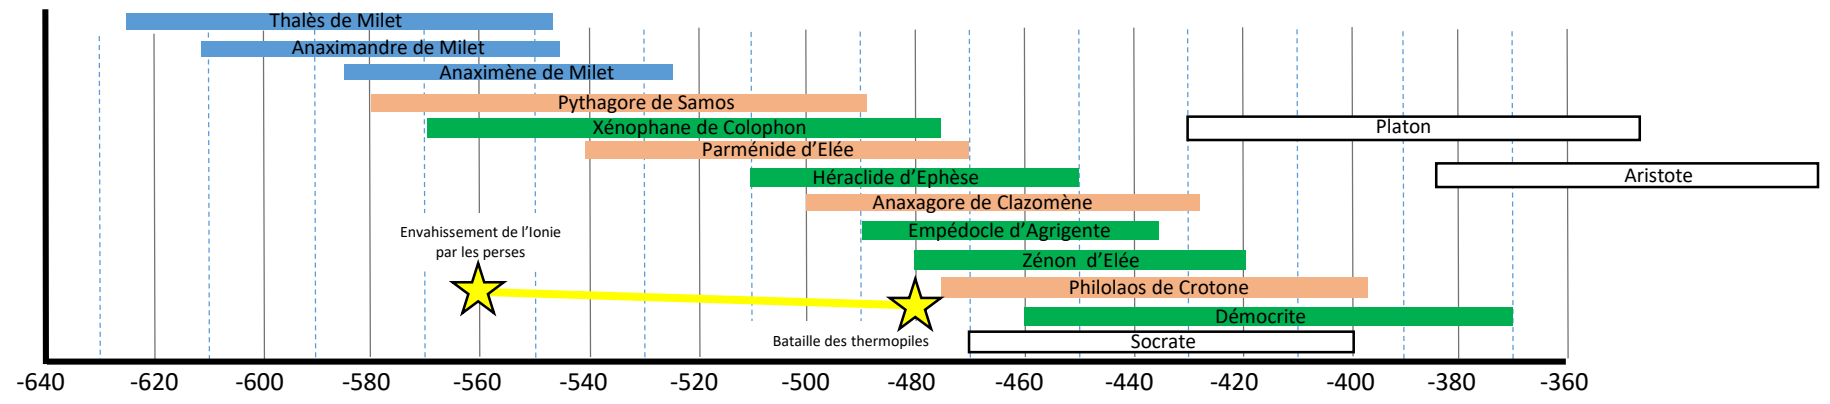 Thalès de Milet
Anaximandre de Milet
Anaximène de Milet
Pythagore de Samos
Xénophane de Colophon
Platon
Parménide d’Elée
Héraclide d’Ephèse
Aristote
Anaxagore de Clazomène
Empédocle d’Agrigente
Envahissement de l’Ionie
par les perses
Zénon d’Elée
Philolaos de Crotone
Démocrite
Bataille des thermopiles
Socrate
-640 -620 -600 -580 -560 -540 -520 -500 -480 -460 -440 -420 -400 -380 -360